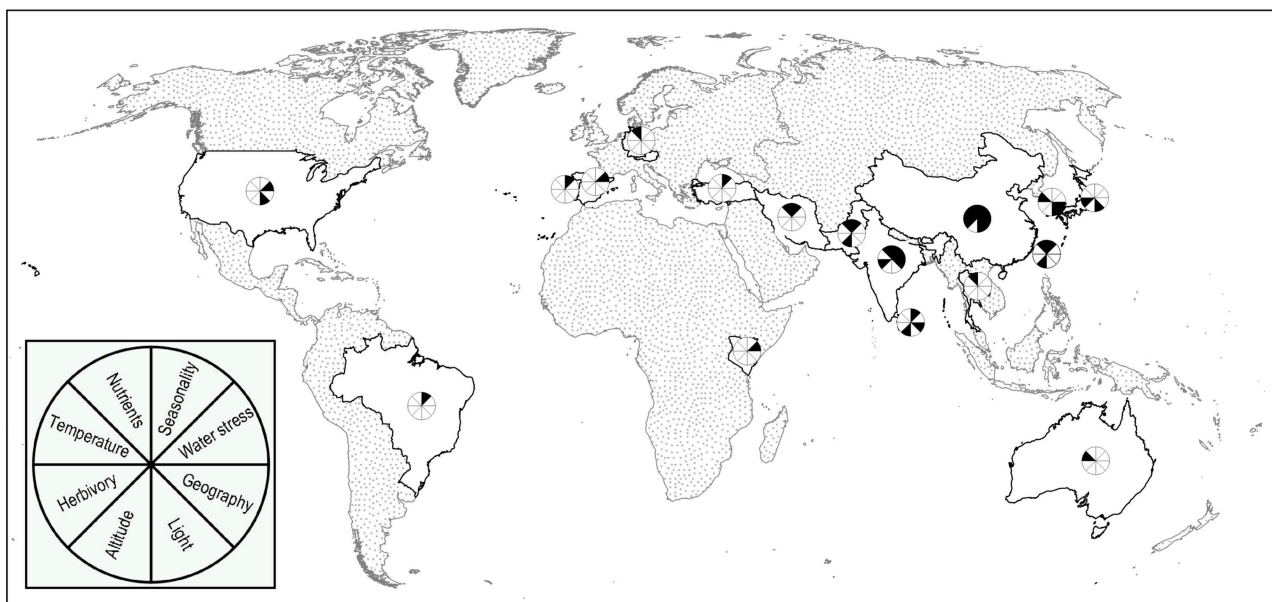 Nutrients
Seasonality
Temperature
Water stress
Herbivory
Geography
Altitude
Light